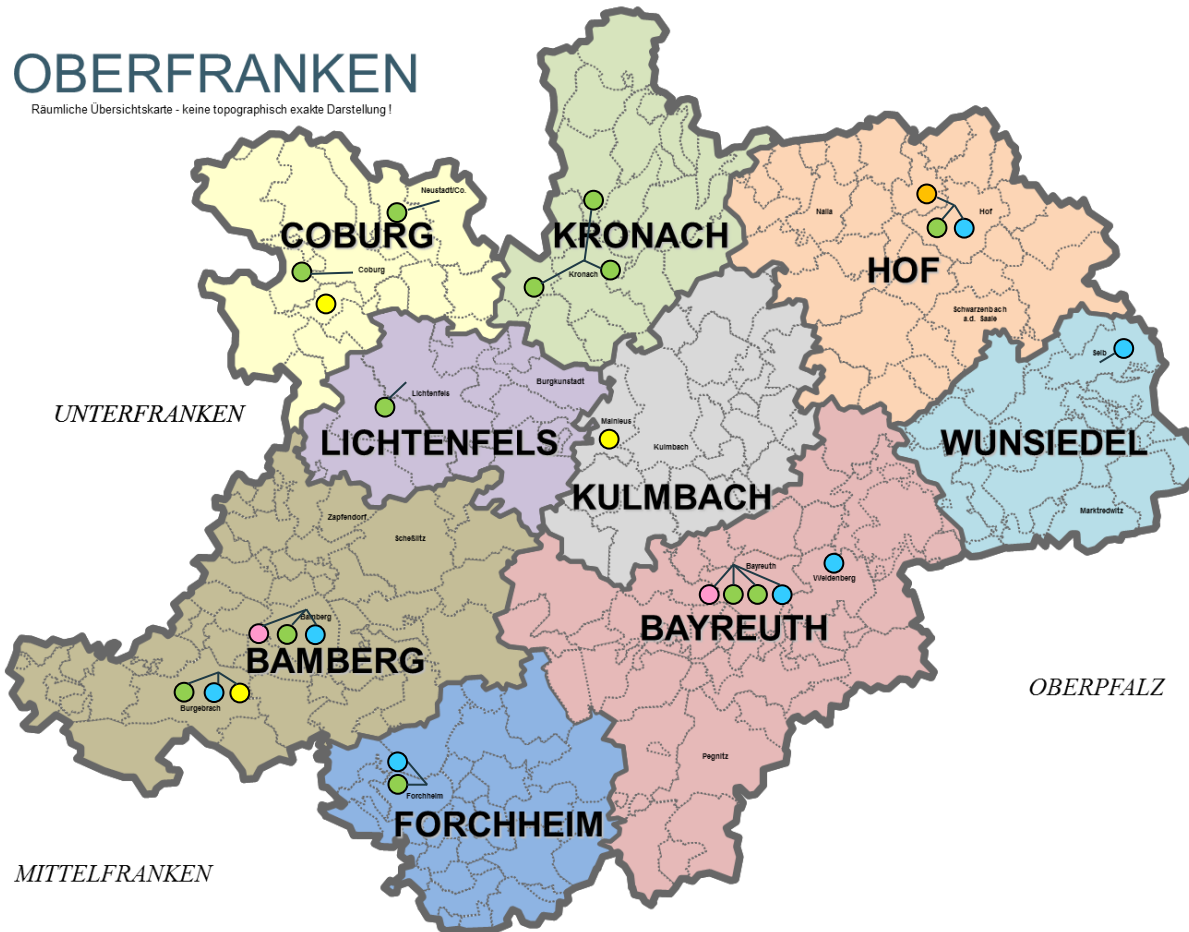 OBERFRANKEN
Räumliche Übersichtskarte - keine topographisch exakte Darstellung !
Neustadt/Co.
COBURG
Coburg
KRONACH
Kronach
Naila
Hof
HOF
Schwarzenbach
a.d. Saale
Selb
UNTERFRANKEN
Lichtenfels
Burgkunstadt
LICHTENFELS
Mainleus
Kulmbach
KULMBACH
WUNSIEDEL
Marktredwitz
Zapfendorf
Scheßlitz
Bayreuth
Weidenberg
BAYREUTH
Bamberg
BAMBERG
Burgebrach
OBERPFALZ
Pegnitz
Forchheim
FORCHHEIM
MITTELFRANKEN